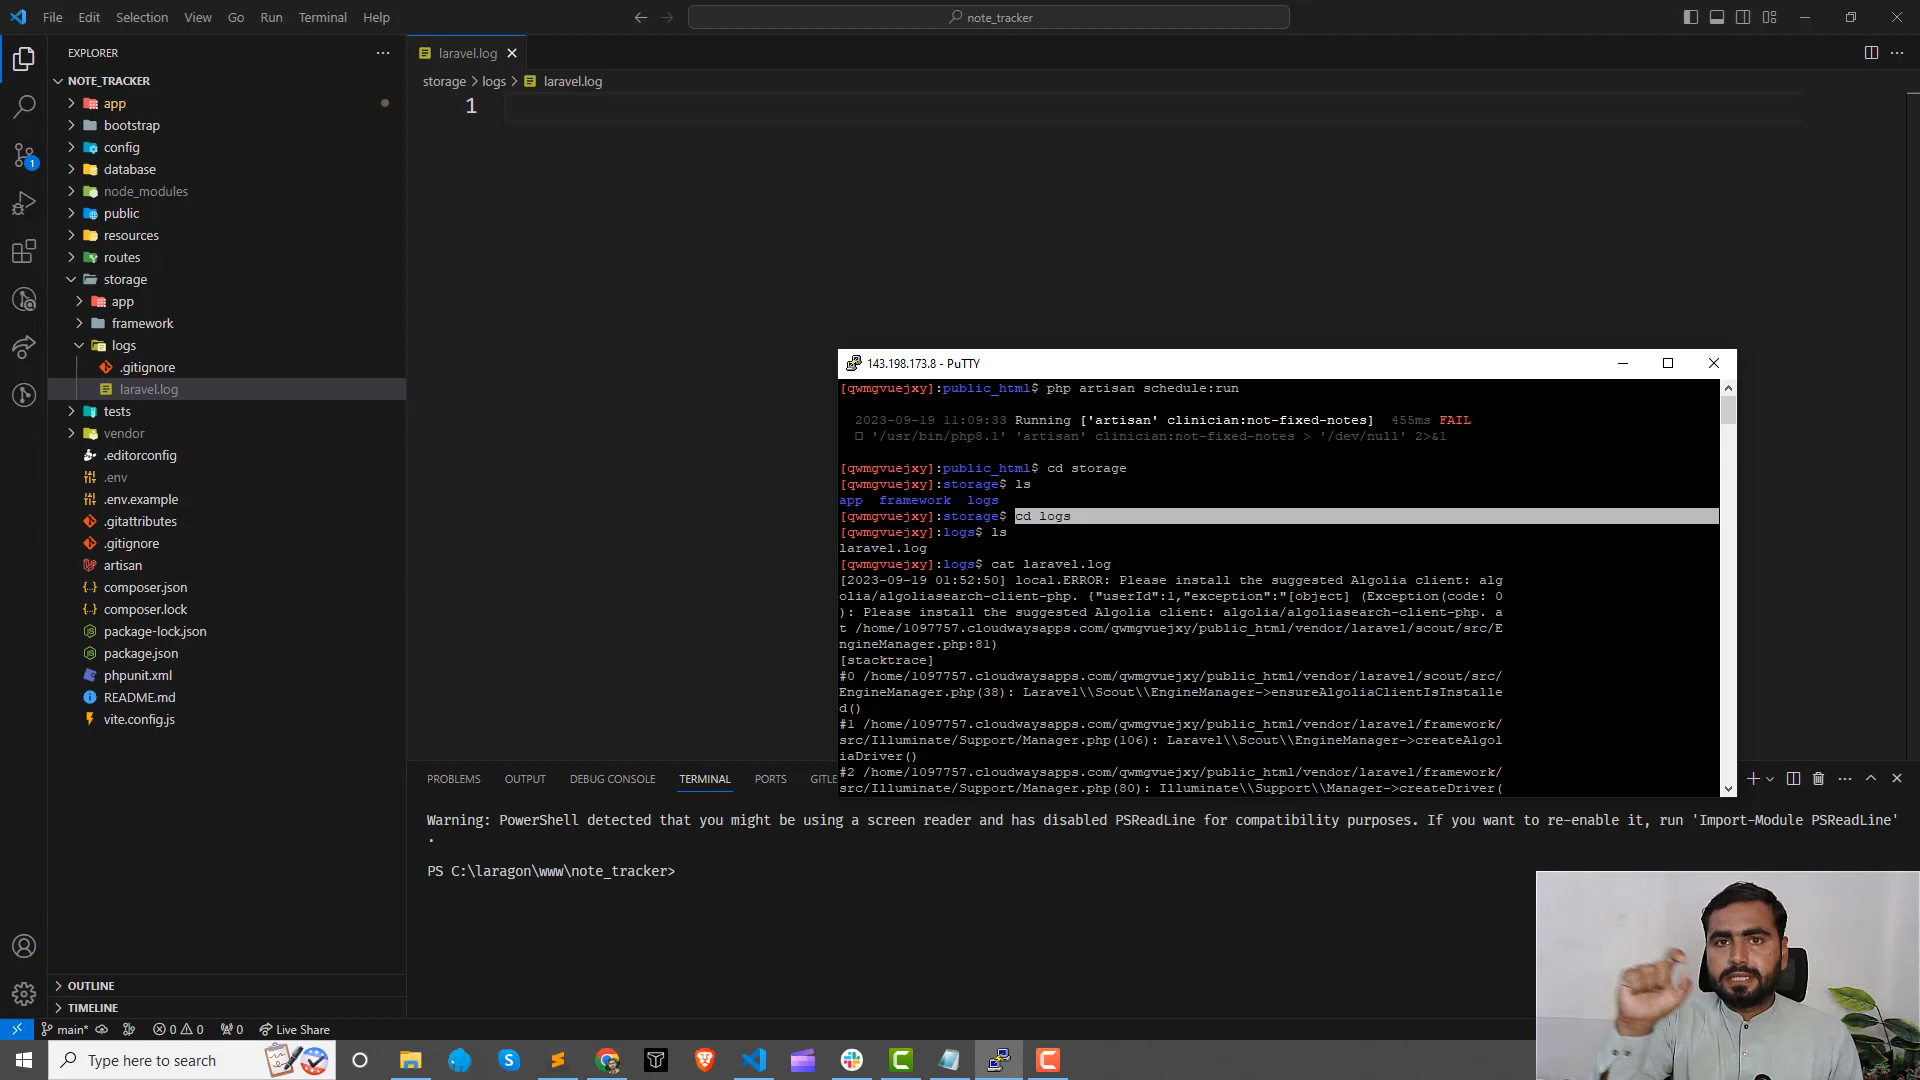 File Edit Selection View Go Run Terminal Help
note_tracker
EXPLORER
NOTE_TRACKER
app
bootstrap
config
database
node_modules
public
resources
routes
storage
app
framework
logs
.gitignore
laravel.log
tests
vendor
.editorconfig
.env
.env.example
.gitattributes
.gitignore
artisan
composer.json
composer.lock
package-lock.json
package.json
phpunit.xml
README.md
vite.config.js
OUTLINE
TIMELINE
laravel.log
storage > logs > laravel.log
1
143.198.173.8 - PuTTY
[qwmgvuejxy]:public_html$ php artisan schedule:run
2023-09-19 11:09:33 Running ['artisan' clinician:not-fixed-notes] 455ms FAIL
'/usr/bin/php8.1' 'artisan' clinician:not-fixed-notes > '/dev/null' 2>&1
[qwmgvuejxy]:public_html$ cd storage
[qwmgvuejxy]:storage$ ls
app framework logs
[qwmgvuejxy]:storage$ cd logs
[qwmgvuejxy]:logs$ ls
laravel.log
[qwmgvuejxy]:logs$ cat laravel.log
[2023-09-19 01:52:50] local.ERROR: Please install the suggested Algolia client: alg
olia/algoliasearch-client-php. {"userId":1,"exception":"[object] (Exception(code: 0
): Please install the suggested Algolia client: algolia/algoliasearch-client-php. a
t /home/1097757.cloudwaysapps.com/qwmgvuejxy/public_html/vendor/laravel/scout/src/E
ngineManager.php:81)
[stacktrace]
#0 /home/1097757.cloudwaysapps.com/qwmgvuejxy/public_html/vendor/laravel/scout/src/
EngineManager.php(38): Laravel\\Scout\\EngineManager->ensureAlgoliaClientIsInstalle
d()
#1 /home/1097757.cloudwaysapps.com/qwmgvuejxy/public_html/vendor/laravel/framework/
src/Illuminate/Support/Manager.php(106): Laravel\\Scout\\EngineManager->createAlgol
iaDriver()
#2 /home/1097757.cloudwaysapps.com/qwmgvuejxy/public_html/vendor/laravel/framework/
src/Illuminate/Support/Manager.php(80): Illuminate\\Support\\Manager->createDriver(
PROBLEMS OUTPUT DEBUG CONSOLE TERMINAL PORTS GITLE
Warning: PowerShell detected that you might be using a screen reader and has disabled PSReadLine for compatibility purposes. If you want to re-enable it, run 'Import-Module PSReadLine'
.
PS C:\laragon\www\note_tracker>
main* 0 0 0 Live Share
Type here to search